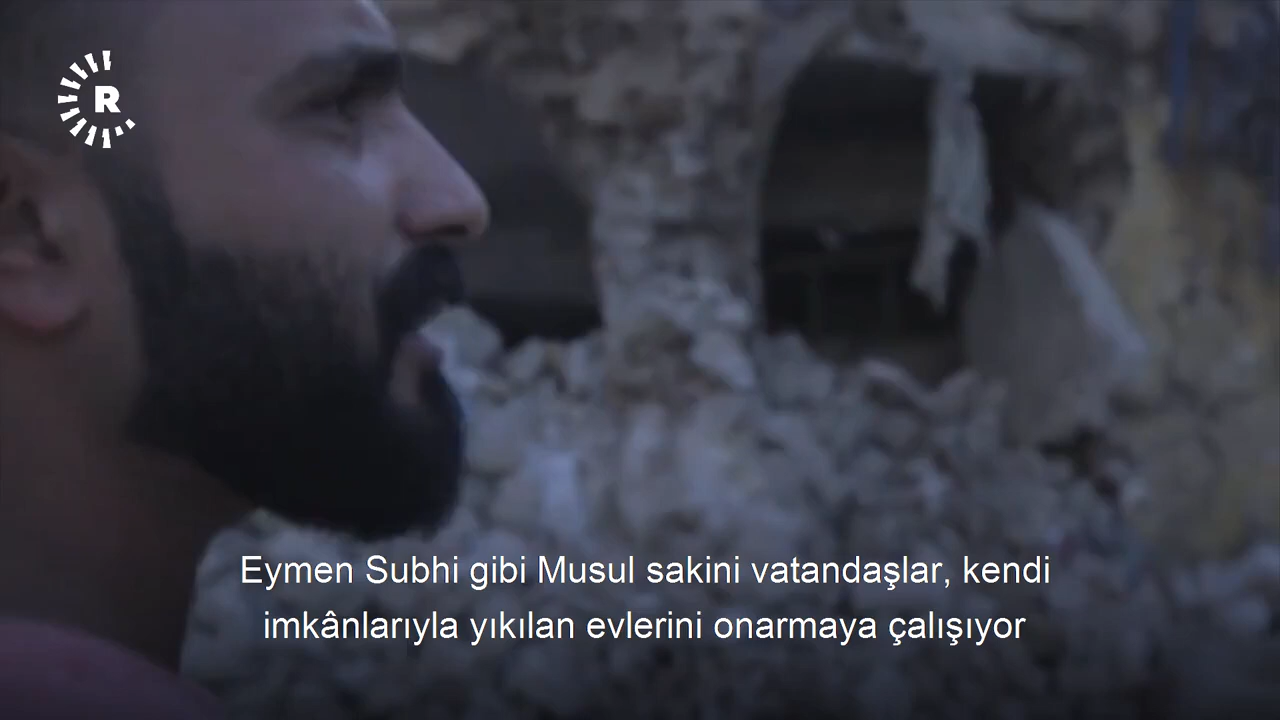 R
Eymen Subhi gibi Musul sakini vatandaşlar, kendi
imkânlarıyla yıkılan evlerini onarmaya çalışıyor